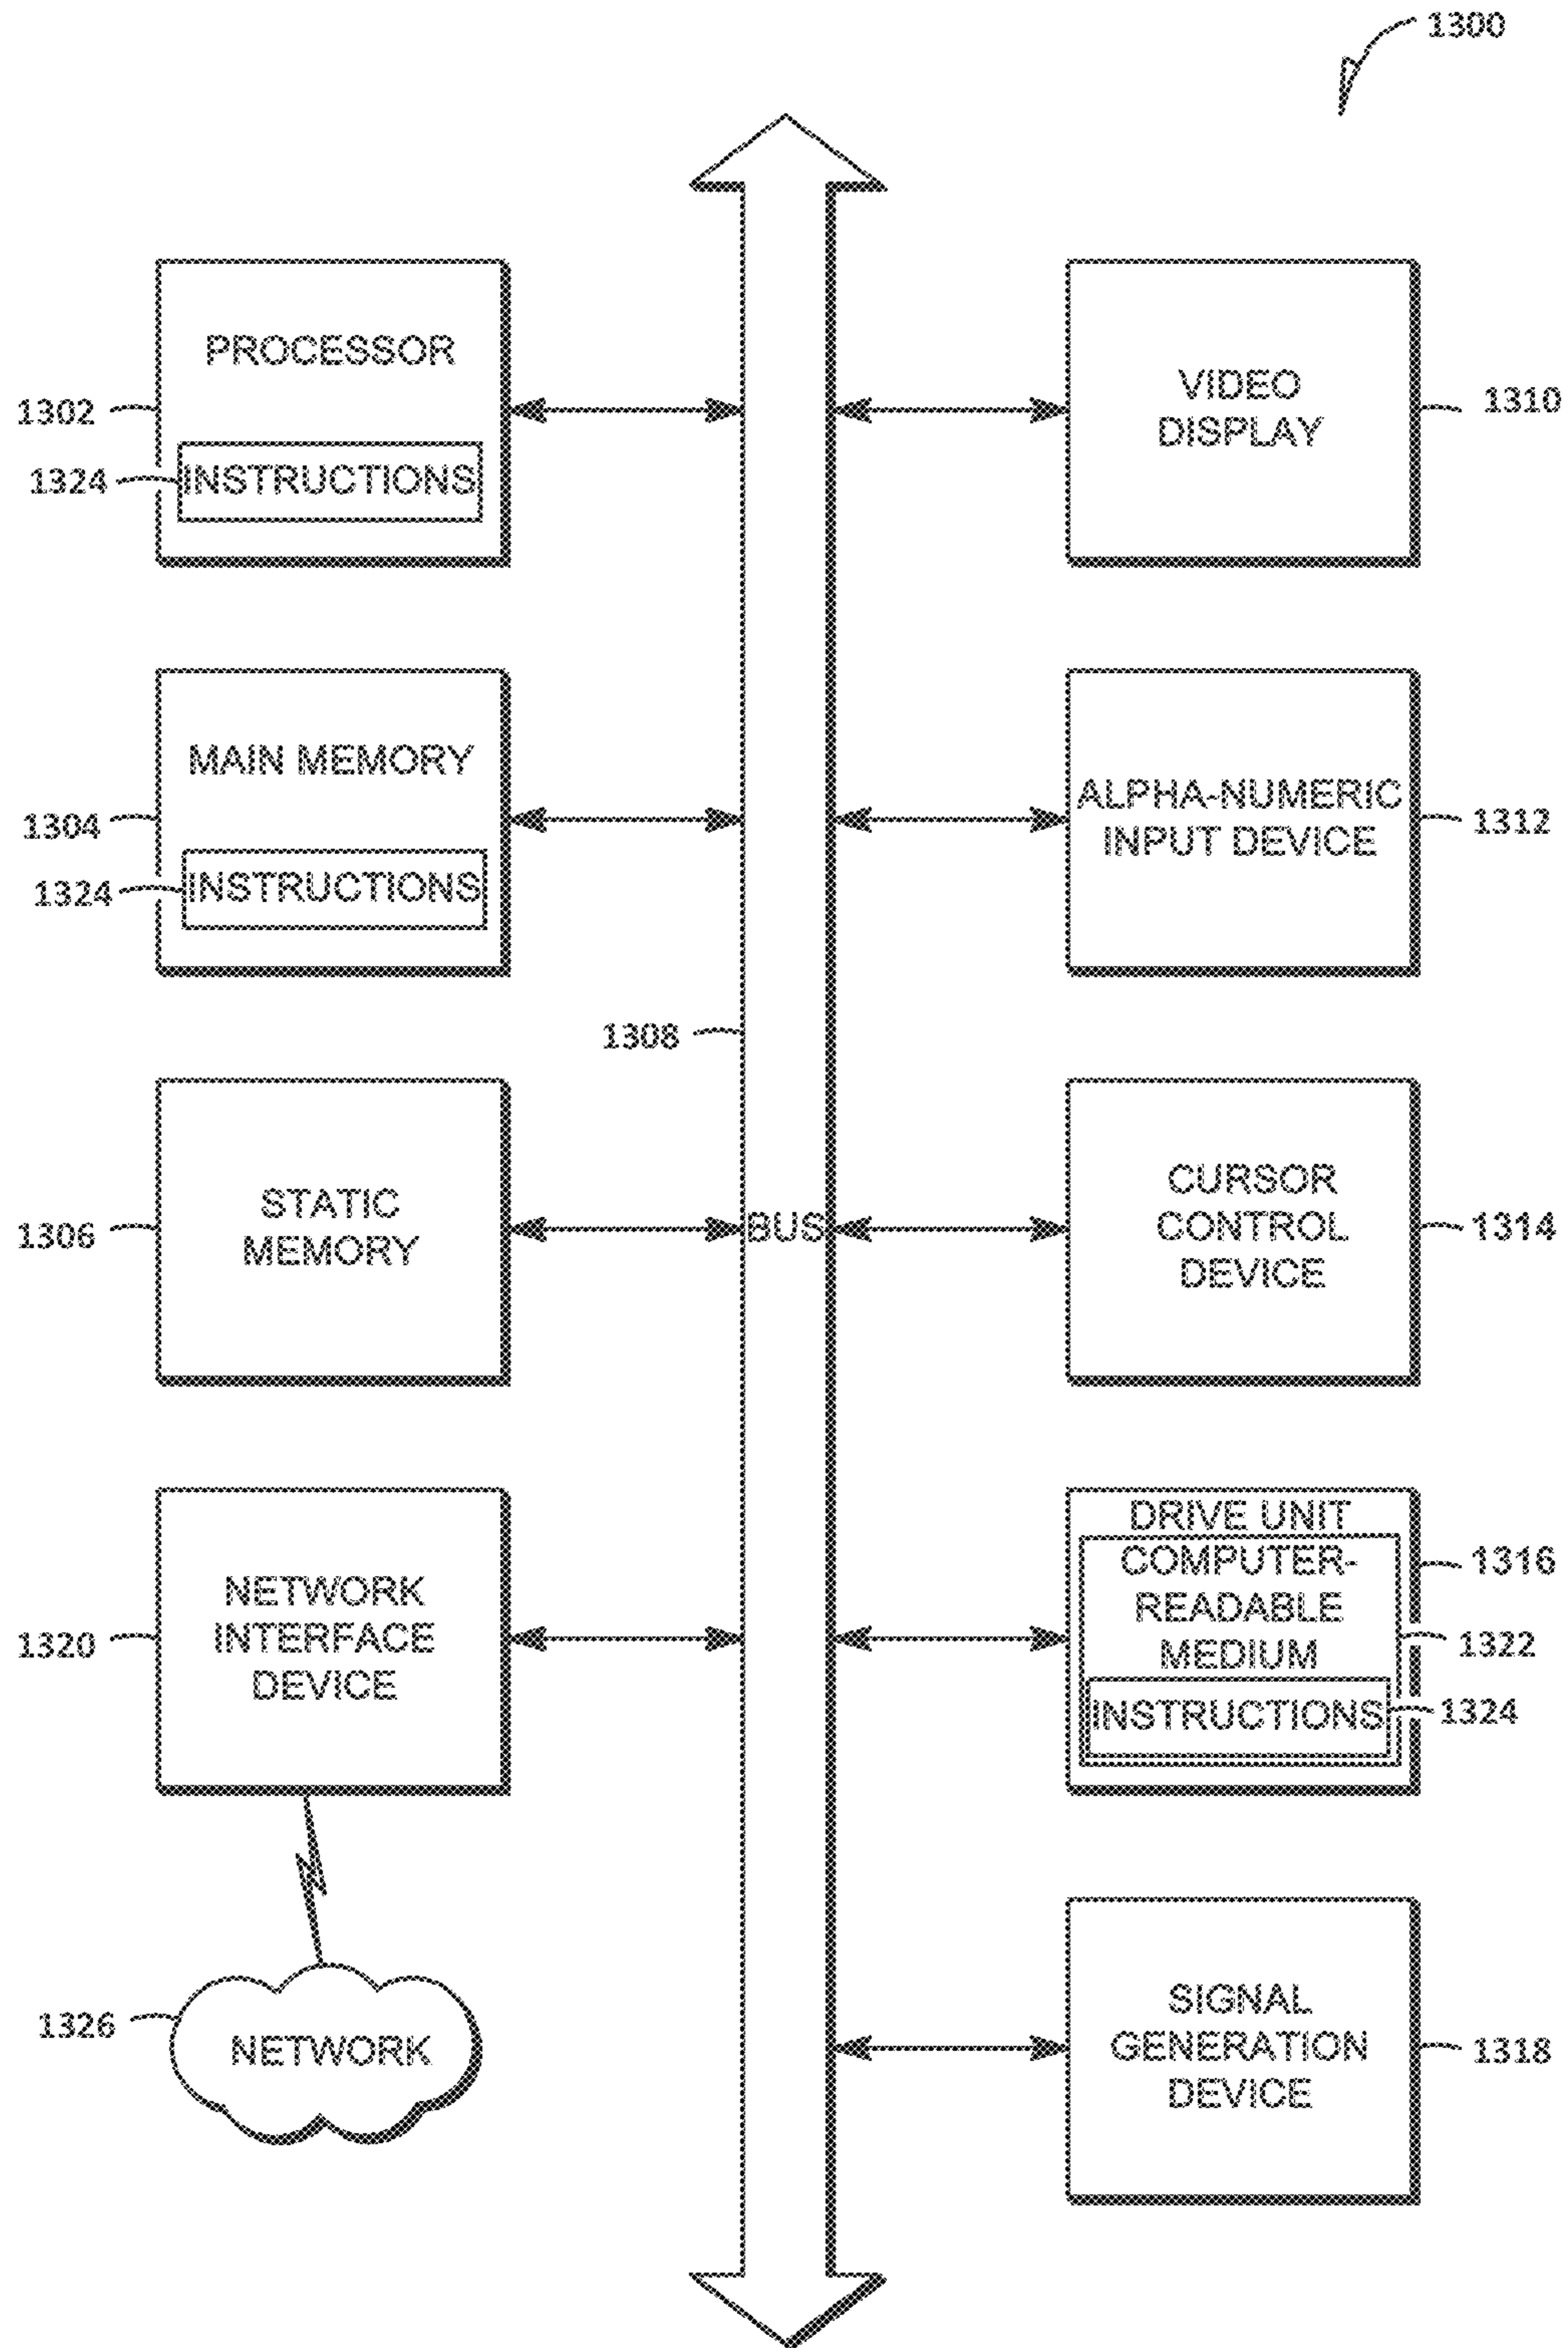 1300
PROCESSOR
1302
1324
INSTRUCTIONS
VIDEO
DISPLAY
1310
MAIN MEMORY
1304
1324
INSTRUCTIONS
ALPHA-NUMERIC
INPUT DEVICE
1312
1308
STATIC
MEMORY
1306
BUS
CURSOR
CONTROL
DEVICE
1314
NETWORK
INTERFACE
DEVICE
1320
DRIVE UNIT
COMPUTER-
READABLE
MEDIUM
1316
1322
INSTRUCTIONS
1324
1326
NETWORK
SIGNAL
GENERATION
DEVICE
1318